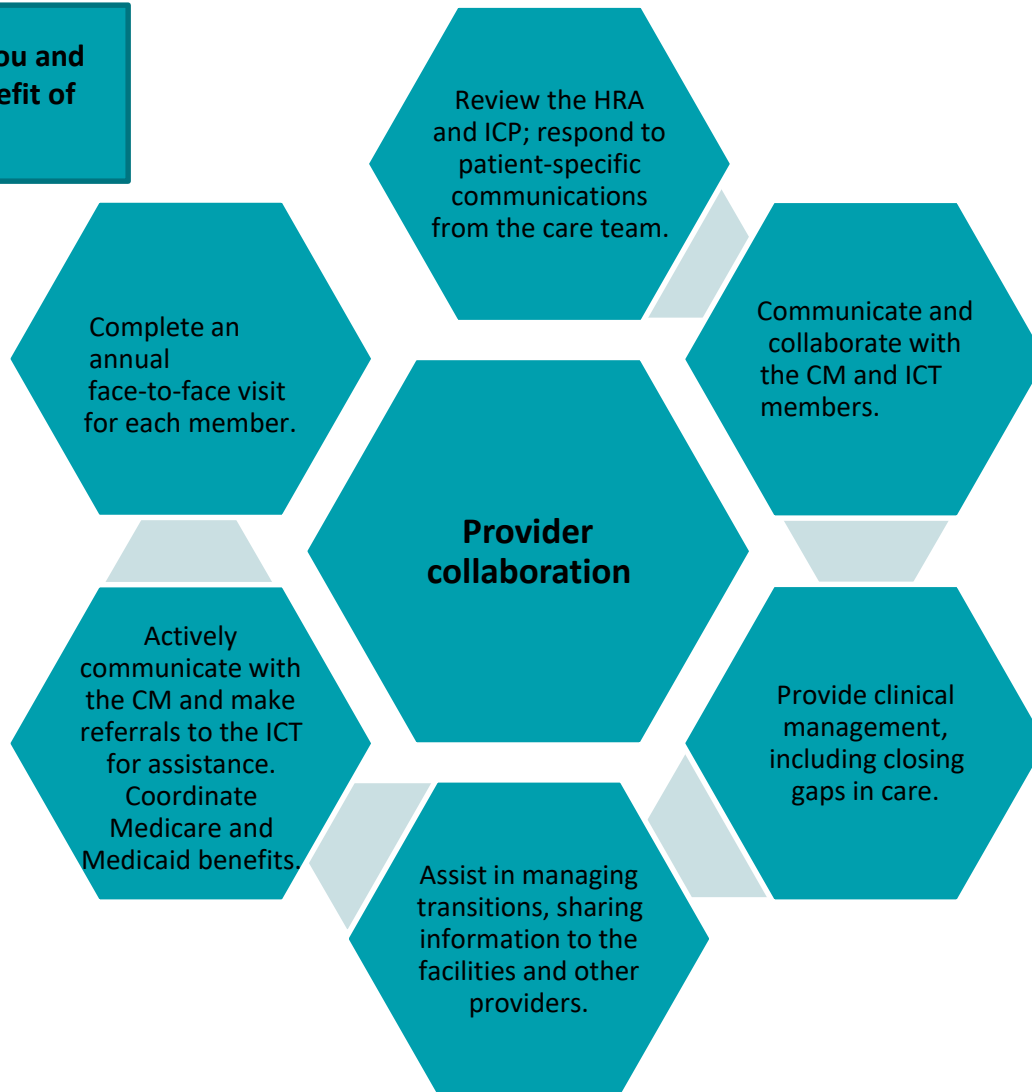 ou and
efit of
Review the HRA
and ICP; respond to
patient-specific
communications
from the care team.
Communicate and
collaborate with
the CM and ICT
members.
Provide clinical
management,
including closing
gaps in care.
Assist in managing
transitions, sharing
information to the
facilities and other
providers.
Actively
communicate with
the CM and make
referrals to the ICT
for assistance.
Coordinate
Medicare and
Medicaid benefits.
Complete an
annual
face-to-face visit
for each member.
Provider
collaboration